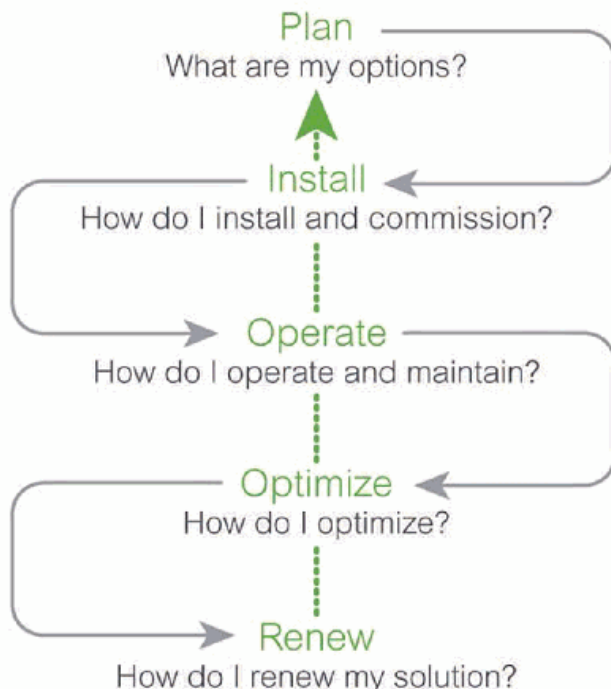 Plan
What are my options?
Install
How do I install and commission?
Operate
How do I operate and maintain?
Optimize
How do I optimize?
Renew
How do I renew my solution?